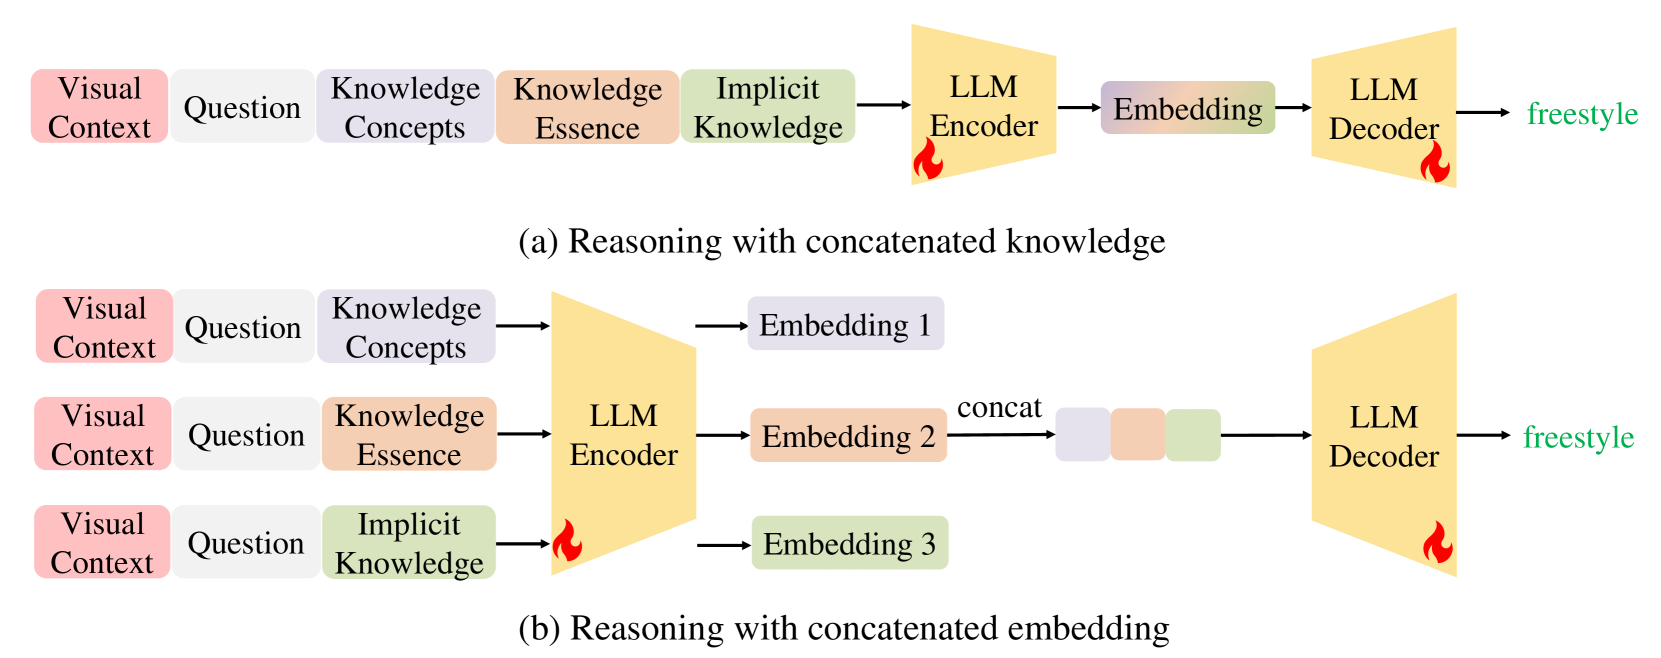 Visual
Context
Question
Knowledge
Concepts
Knowledge
Essence
Implicit
Knowledge
LLM
Encoder
Embedding
LLM
Decoder
freestyle
(a) Reasoning with concatenated knowledge
Visual
Context
Question
Knowledge
Concepts
Embedding 1
Visual
Context
Question
Knowledge
Essence
LLM
Encoder
Embedding 2
concat
LLM
Decoder
freestyle
Visual
Context
Question
Implicit
Knowledge
Embedding 3
(b) Reasoning with concatenated embedding